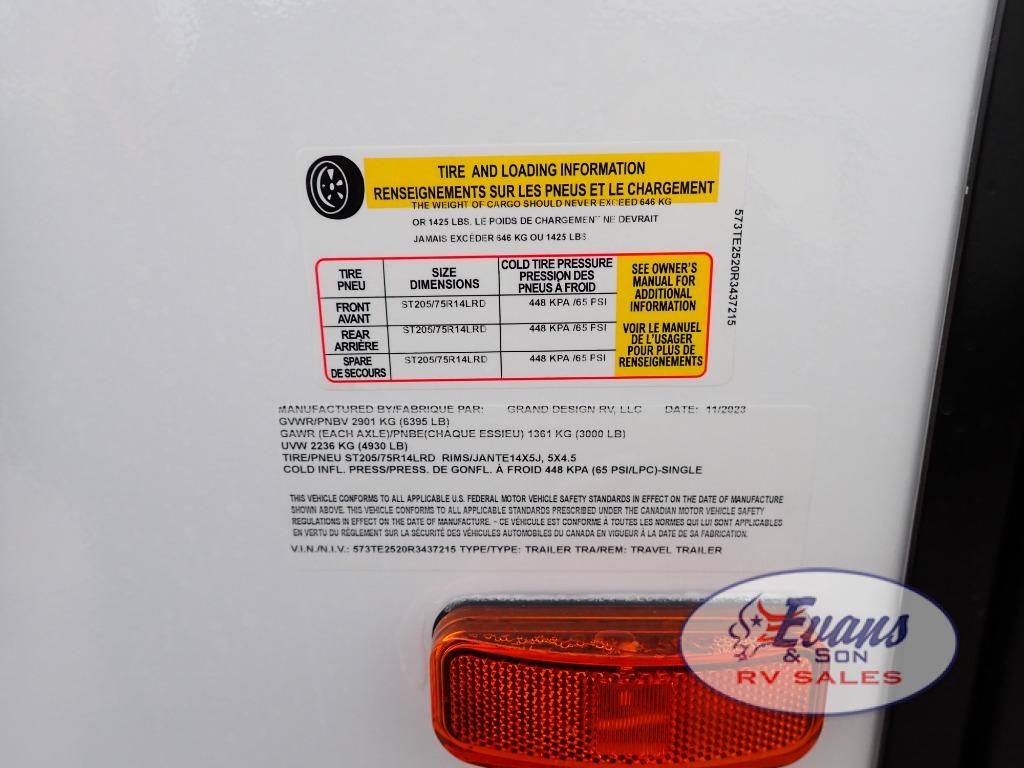 TIRE AND LOADING INFORMATION
RENSEIGNEMENTS SUR LES PNEUS ET LE CHARGEMENT
THE WEIGHT OF CARGO SHOULD NEVER EXCEED 646 KG
OR 1425 LBS. LE POIDS DE CHARGEMENT NE DEVRAIT
JAMAIS EXCÉDER 646 KG OU 1425 LBS.
TIRE
PNEU
SIZE
DIMENSIONS
COLD TIRE PRESSURE
PRESSION DES
PNEUS À FROID
FRONT
AVANT
ST205/75R14LRD
448 KPA /65 PSI
REAR
ARRIÈRE
ST205/75R14LRD
448 KPA /65 PSI
SPARE
DE SECOURS
ST205/75R14LRD
448 KPA /65 PSI
SEE OWNER'S
MANUAL FOR
ADDITIONAL
INFORMATION
VOIR LE MANUEL
DE L'USAGER
POUR PLUS DE
RENSEIGNEMENTS
573TE2520R3437215
MANUFACTURED BY/FABRIQUE PAR: GRAND DESIGN RV, LLC DATE: 11/2023
GVWR/PNBV 2901 KG (6395 LB)
GAWR (EACH AXLE)/PNBE(CHAQUE ESSIEU) 1361 KG (3000 LB)
UVW 2236 KG (4930 LB)
TIRE/PNEU ST205/75R14LRD RIMS/JANTE14X5J, 5X4.5
COLD INFL. PRESS/PRESS. DE GONFL. À FROID 448 KPA (65 PSI/LPC)-SINGLE
THIS VEHICLE CONFORMS TO ALL APPLICABLE U.S. FEDERAL MOTOR VEHICLE SAFETY STANDARDS IN EFFECT ON THE DATE OF MANUFACTURE
SHOWN ABOVE. THIS VEHICLE CONFORMS TO ALL APPLICABLE STANDARDS PRESCRIBED UNDER THE CANADIAN MOTOR VEHICLE SAFETY
REGULATIONS IN EFFECT ON THE DATE OF MANUFACTURE. - CE VÉHICULE EST CONFORME À TOUTES LES NORMES QUI LUI SONT APPLICABLES
EN VERTU DU RÈGLEMENT SUR LA SÉCURITÉ DES VÉHICULES AUTOMOBILES DU CANADA EN VIGUEUR À LA DATE DE SA FABRICATION.
V.I.N./N.I.V.: 573TE2520R3437215 TYPE/TYPE: TRAILER TRA/REM: TRAVEL TRAILER
Evans
& SON
RV SALES